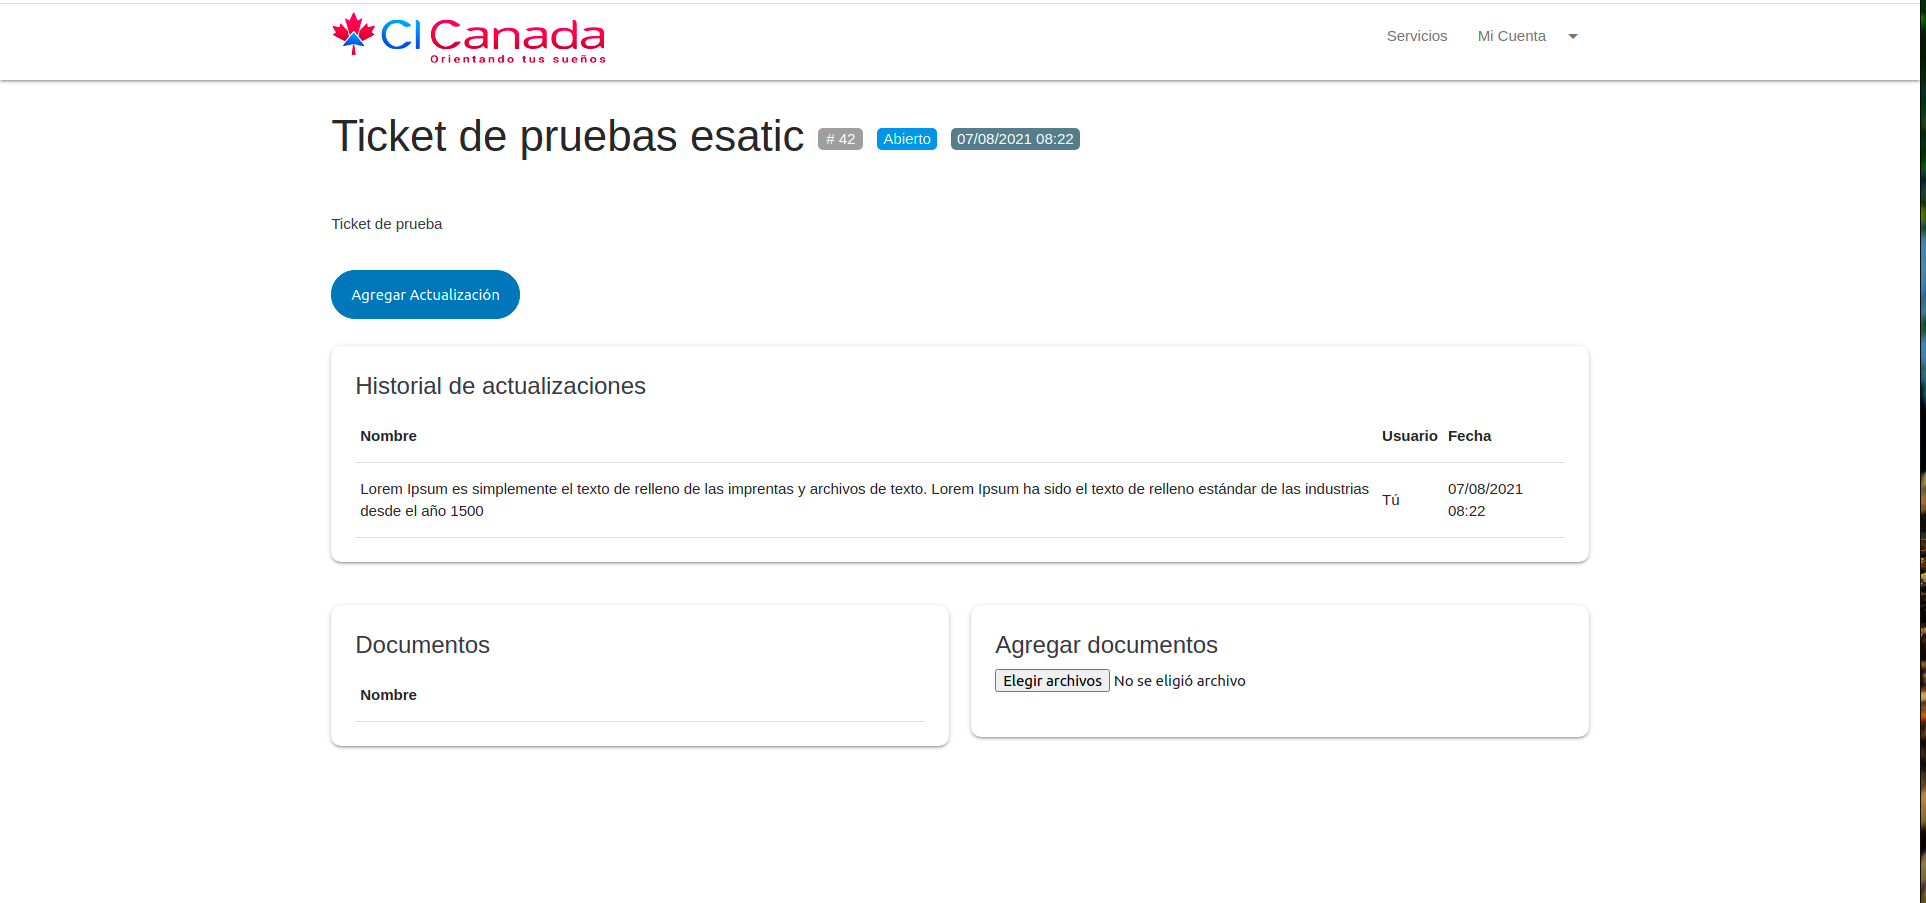 CI Canada
Orientando tus sueños
Servicios
Mi Cuenta
Ticket de pruebas esatic # 42 Abierto 07/08/2021 08:22
Ticket de prueba
Agregar Actualización
Historial de actualizaciones
Nombre Usuario Fecha
Lorem Ipsum es simplemente el texto de relleno de las imprentas y archivos de texto. Lorem Ipsum ha sido el texto de relleno estándar de las industrias
desde el año 1500
Tú
07/08/2021
08:22
Documentos
Nombre
Agregar documentos
Elegir archivos No se eligió archivo